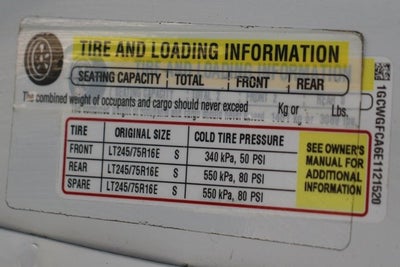 TIRE AND LOADING INFORMATION
SEATING CAPACITY TOTAL FRONT REAR
The combined weight of occupants and cargo should never exceed Kg or Lbs.
TIRE ORIGINAL SIZE COLD TIRE PRESSURE
FRONT LT245/75R16E S 340 kPa, 50 PSI
REAR LT245/75R16E S 550 kPa, 80 PSI
SPARE LT245/75R16E S 550 kPa, 80 PSI
SEE OWNER'S
MANUAL FOR
ADDITIONAL
INFORMATION
1GCWGFCA6E1121520